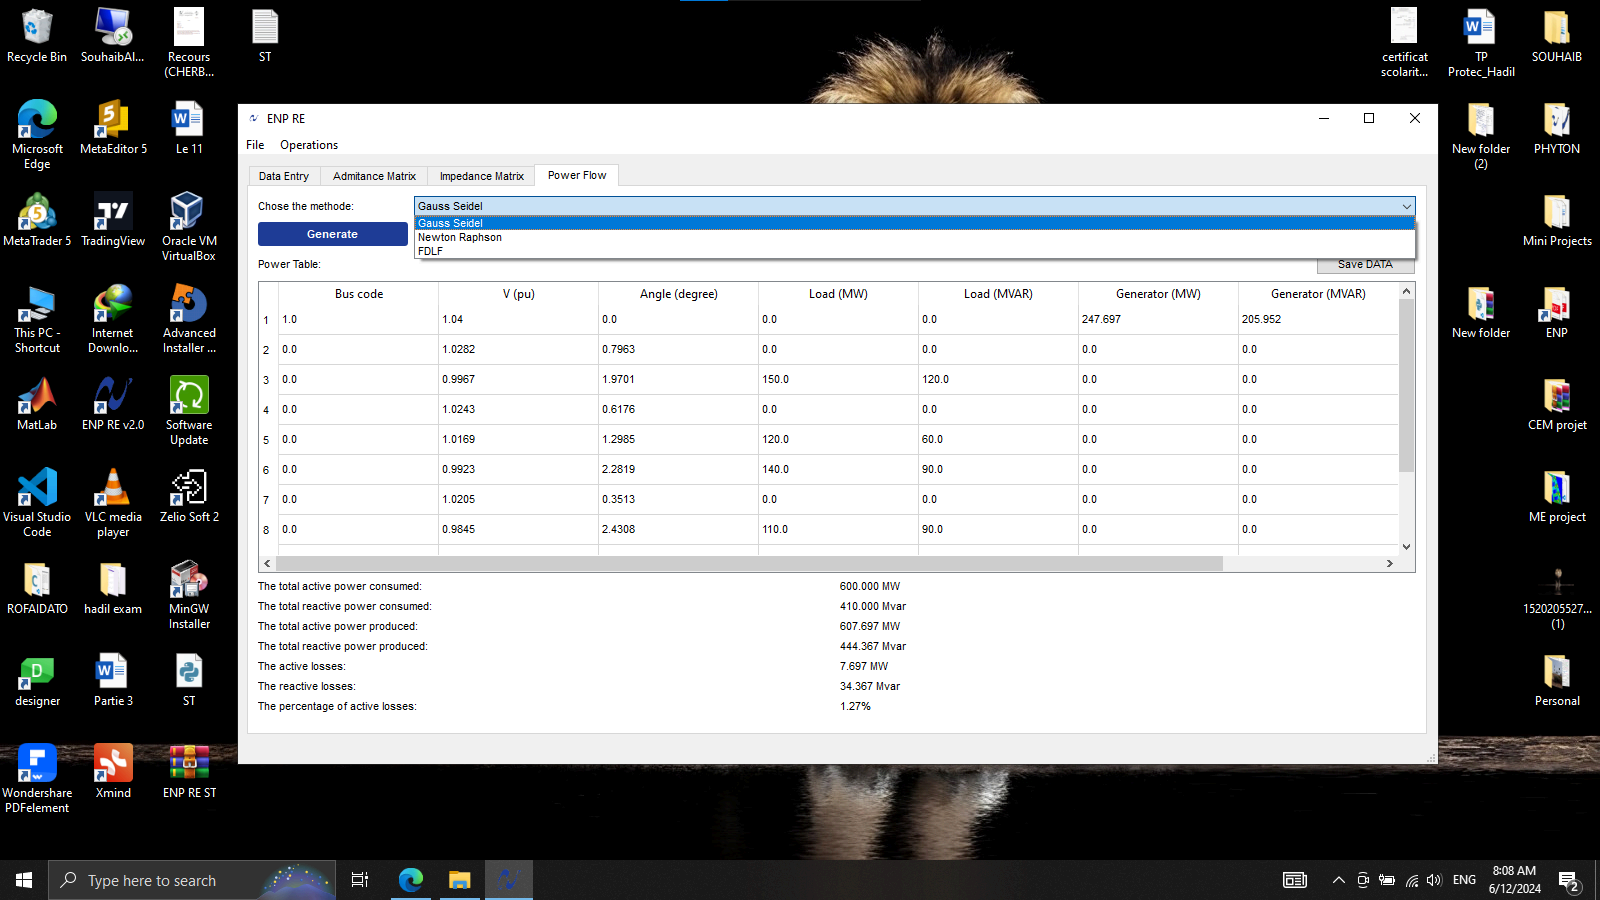 Recycle Bin
SouhaibAI...
Recours
(CHERB...
ST
certificat
scolarit...
TP
Protec_Hadil
SOUHAIB
Microsoft
Edge
MetaEditor 5
Le 11
New folder
(2)
PHYTON
MetaTrader 5
TradingView
Oracle VM
VirtualBox
Mini Projects
This PC -
Shortcut
Internet
Downlo...
Advanced
Installer ...
New folder
ENP
MatLab
ENP RE v2.0
Software
Update
CEM projet
Visual Studio
Code
VLC media
player
Zelio Soft 2
ME project
ROFAIDATO
hadil exam
MinGW
Installer
1520205527...
(1)
designer
Partie 3
ST
Personal
Wondershare
PDFelement
Xmind
ENP RE ST
ENP RE
File Operations
Data Entry Admitance Matrix Impedance Matrix Power Flow
Chose the methode: Gauss Seidel
Gauss Seidel
Generate
Newton Raphson
FDLF
Power Table: Save DATA
Bus code V (pu) Angle (degree) Load (MW) Load (MVAR) Generator (MW) Generator (MVAR)
1 1.0 1.04 0.0 0.0 0.0 247.697 205.952
2 0.0 1.0282 0.7963 0.0 0.0 0.0 0.0
3 0.0 0.9967 1.9701 150.0 120.0 0.0 0.0
4 0.0 1.0243 0.6176 0.0 0.0 0.0 0.0
5 0.0 1.0169 1.2985 120.0 60.0 0.0 0.0
6 0.0 0.9923 2.2819 140.0 90.0 0.0 0.0
7 0.0 1.0205 0.3513 0.0 0.0 0.0 0.0
8 0.0 0.9845 2.4308 110.0 90.0 0.0 0.0
The total active power consumed: 600.000 MW
The total reactive power consumed: 410.000 Mvar
The total active power produced: 607.697 MW
The total reactive power produced: 444.367 Mvar
The active losses: 7.697 MW
The reactive losses: 34.367 Mvar
The percentage of active losses: 1.27%
Type here to search
ENG
8:08 AM
6/12/2024
2